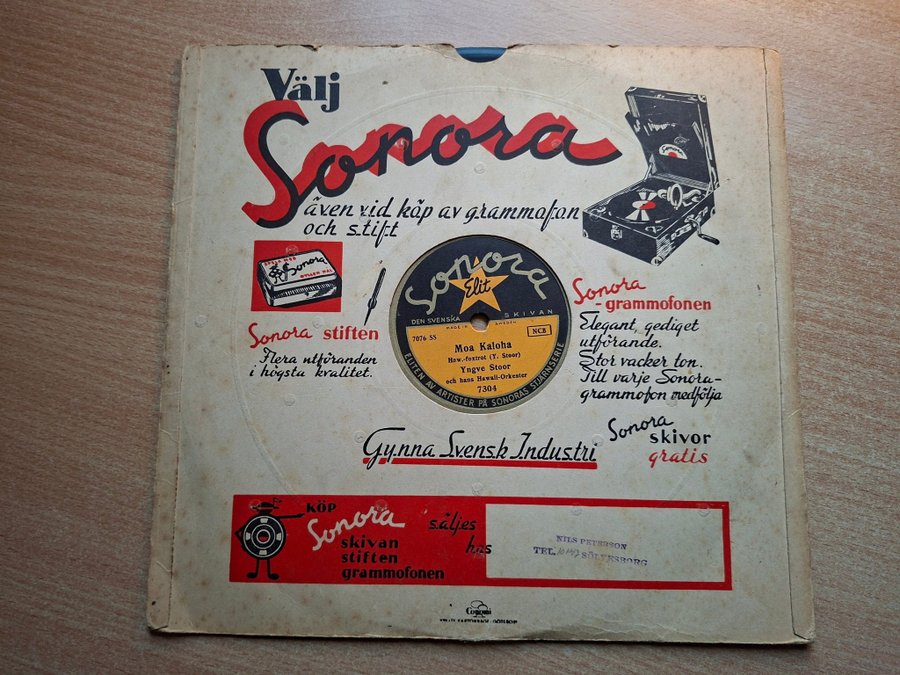 Välj
Sonora
även vid köp av grammofon
och stift
Sonora
Sonora
Sonora stiften
Flera utföranden
i högsta kvalitet.
Sonora
Elit
DEN SVENSKA SKIVAN
MADE IN SWEDEN
7076 SS
NCB
Moa Kaloha
Haw.-foxtrot (Y. Stoor)
Yngve Stoor
och hans Hawaii-Orkester
7304
ELITEN AV ARTISTER PÅ SONORAS STJÄRNSERIE
Sonora
-grammofonen
Elegant, gediget
utförande.
Stor vacker ton.
Till varje Sonora-
grammofon medfölja
Sonora
skivor
gratis
Gynna Svensk Industri
KÖP
Sonora
skivan
stiften
grammofonen
säljes
hos
NILS PETERSON
TEL. SÖLVESBORG